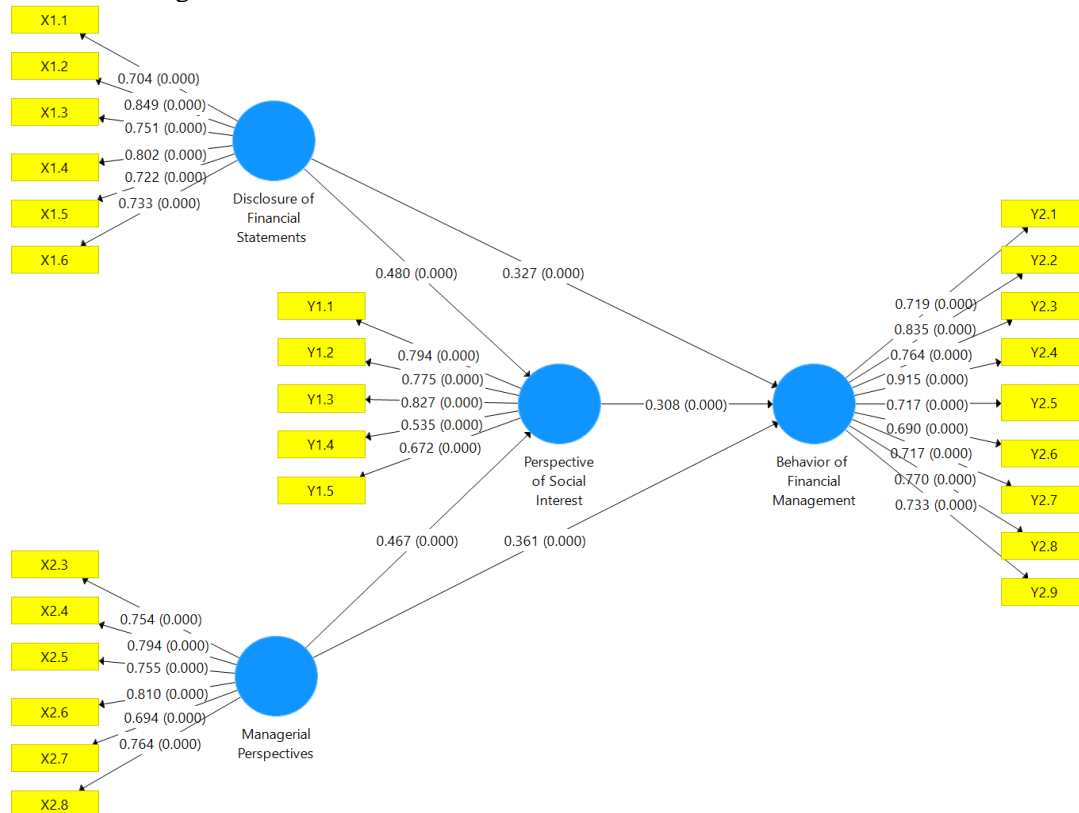 X1.1
X1.2
X1.3
X1.4
X1.5
X1.6
0.704 (0.000)
0.849 (0.000)
0.751 (0.000)
0.802 (0.000)
0.722 (0.000)
0.733 (0.000)
Disclosure of
Financial
Statements
0.480 (0.000)
0.327 (0.000)
Y1.1
Y1.2
Y1.3
Y1.4
Y1.5
0.794 (0.000)
0.775 (0.000)
0.827 (0.000)
0.535 (0.000)
0.672 (0.000)
Perspective
of Social
Interest
0.308 (0.000)
Behavior of
Financial
Management
0.719 (0.000)
0.835 (0.000)
0.764 (0.000)
0.915 (0.000)
0.717 (0.000)
0.690 (0.000)
0.717 (0.000)
0.770 (0.000)
0.733 (0.000)
Y2.1
Y2.2
Y2.3
Y2.4
Y2.5
Y2.6
Y2.7
Y2.8
Y2.9
0.467 (0.000)
0.361 (0.000)
X2.3
X2.4
X2.5
X2.6
X2.7
X2.8
0.754 (0.000)
0.794 (0.000)
0.755 (0.000)
0.810 (0.000)
0.694 (0.000)
0.764 (0.000)
Managerial
Perspectives